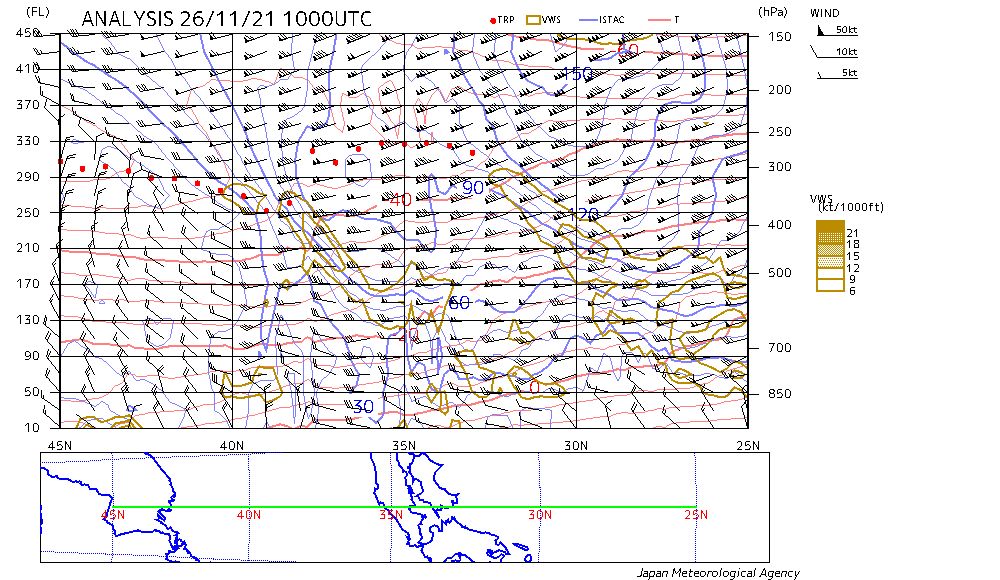 (FL) ANALYSIS 26/11/21 1000UTC TRP VWS ISTAC T (hPa) WIND
450 150
50kt
60
10kt
410 150
5kt
370 200
330 250
290 300
90
VWS
(kt/1000ft)
-40
250 120 400
21
210 18
15
170 500 12
9
60 6
130
-20
90 700
0
50 850
30
10
45N 40N 35N 30N 25N
45N 40N 35N 30N 25N
Japan Meteorological Agency